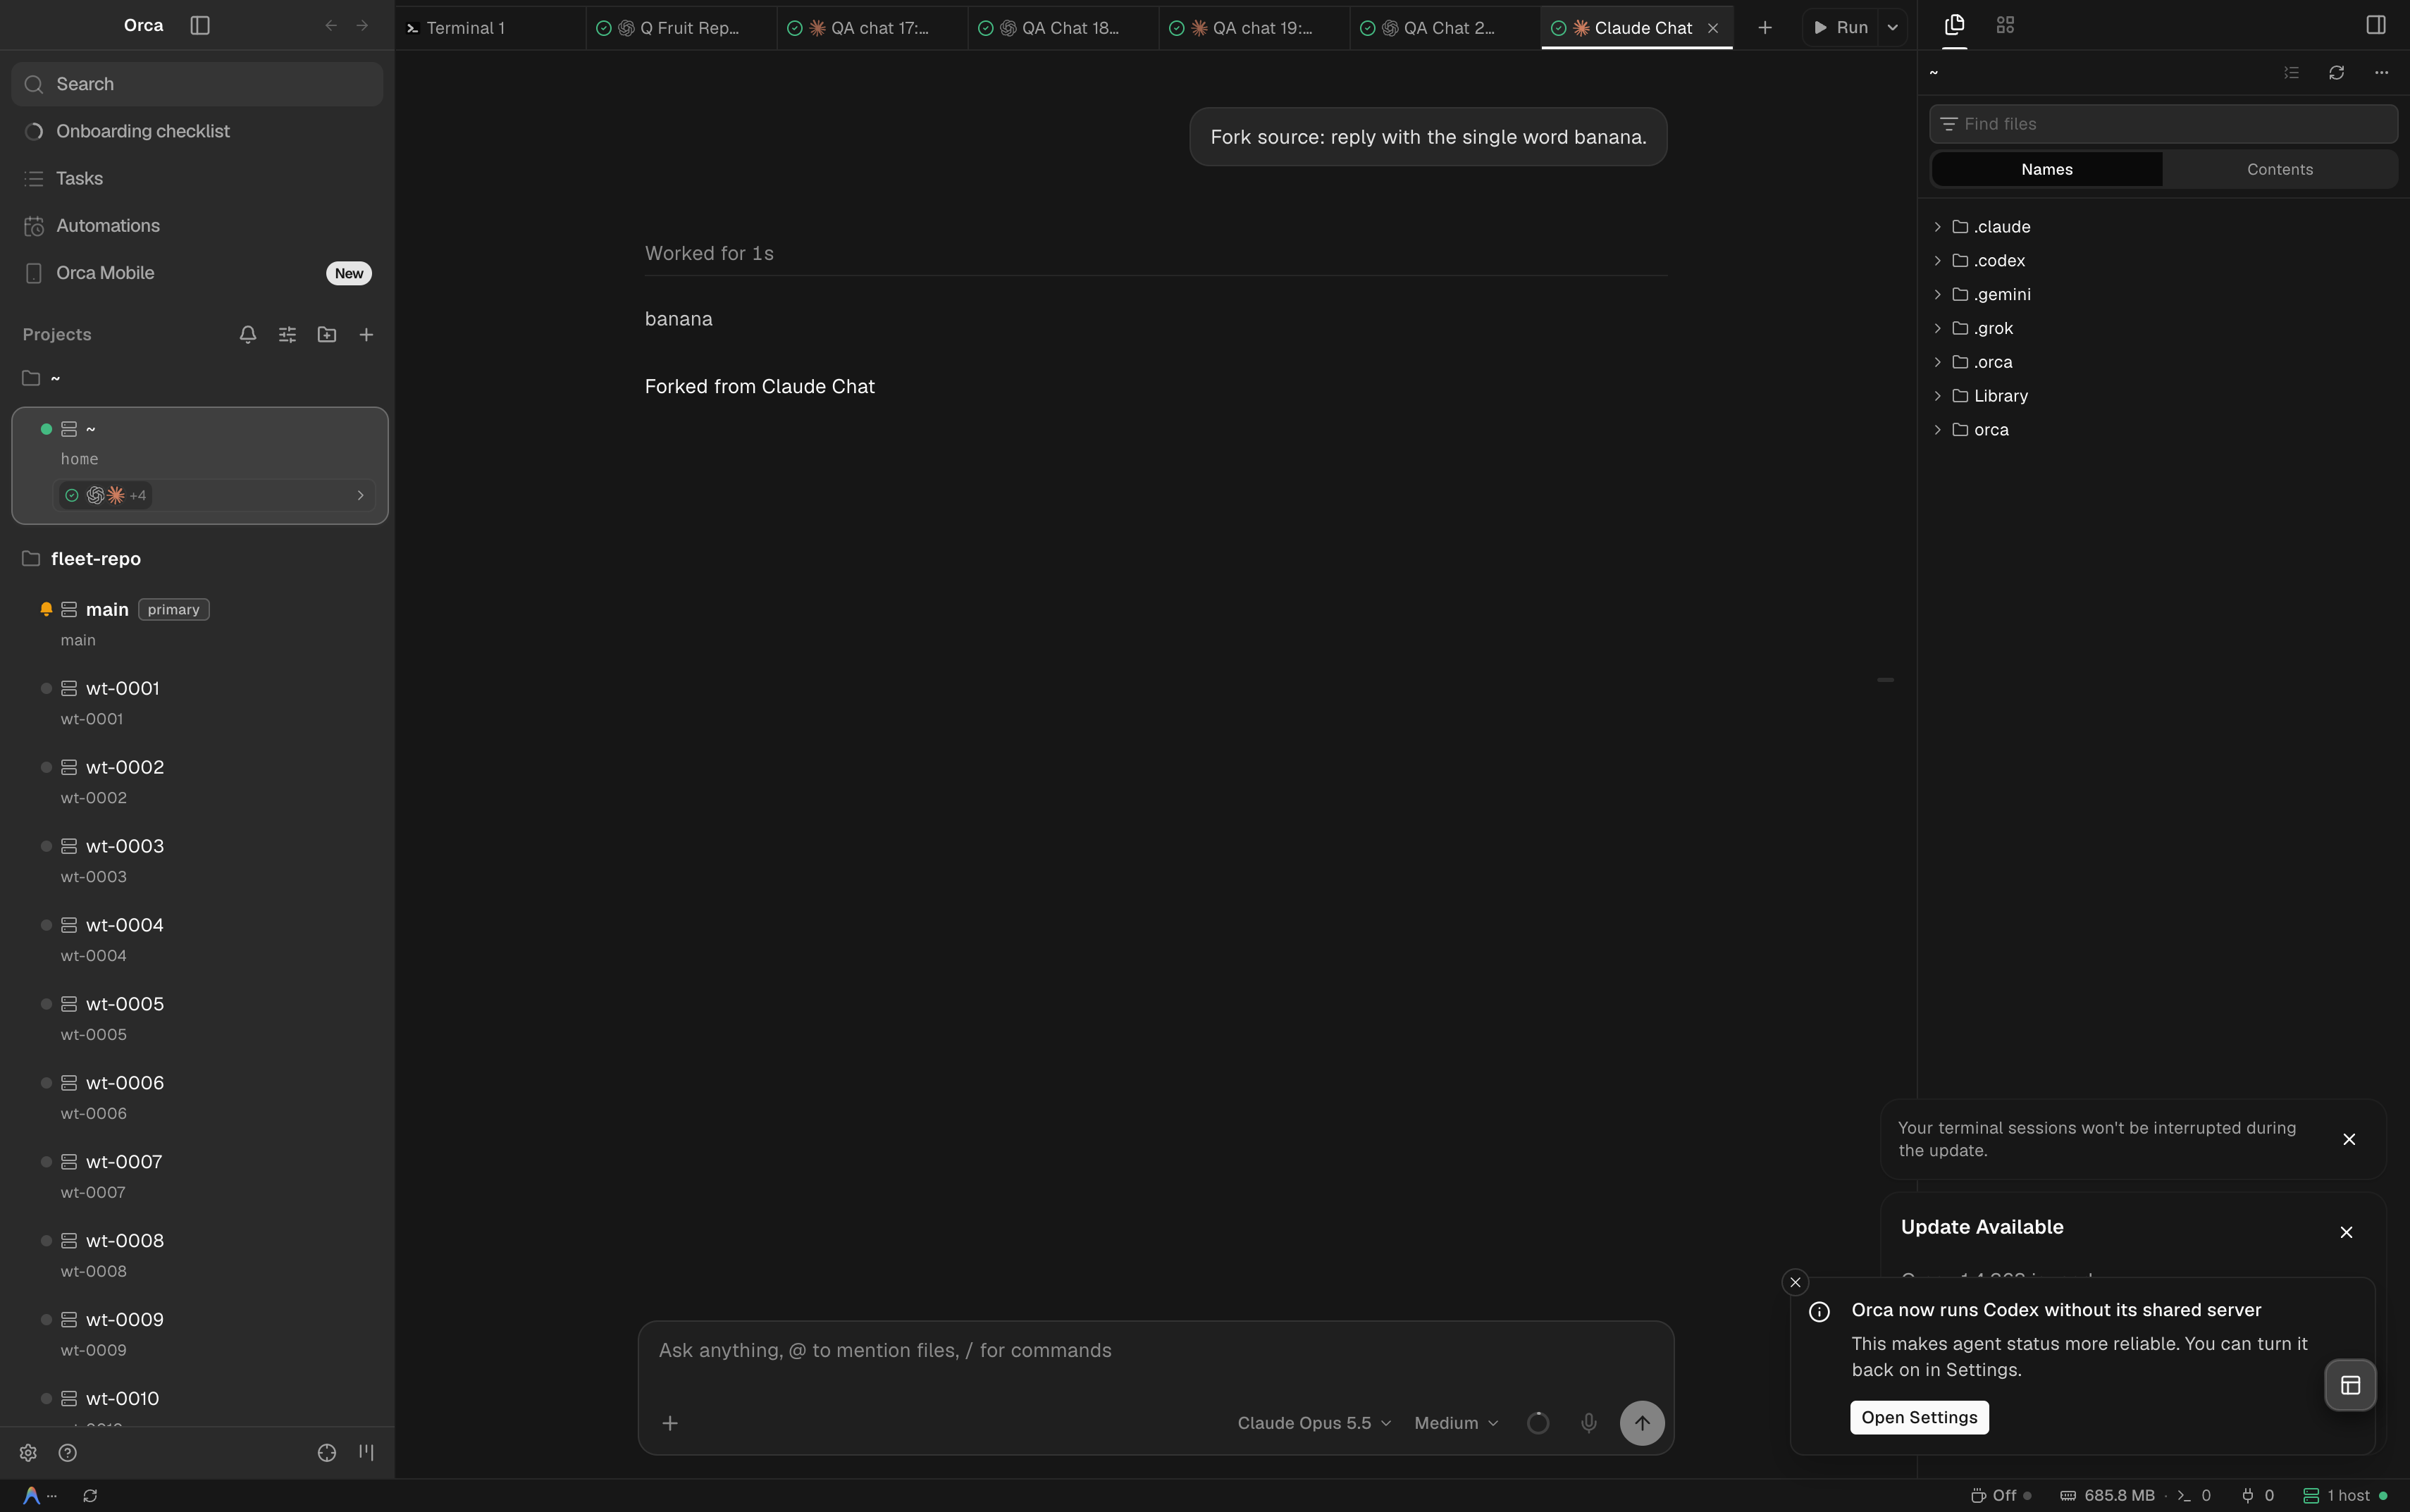 Orca
Search
Onboarding checklist
Tasks
Automations
Orca Mobile
New
Projects
~
~
home
+4
fleet-repo
main
primary
main
wt-0001
wt-0001
wt-0002
wt-0002
wt-0003
wt-0003
wt-0004
wt-0004
wt-0005
wt-0005
wt-0006
wt-0006
wt-0007
wt-0007
wt-0008
wt-0008
wt-0009
wt-0009
wt-0010
Terminal 1
Q Fruit Rep...
QA chat 17:...
QA Chat 18...
QA chat 19:...
QA Chat 2...
Claude Chat
Run
Fork source: reply with the single word banana.
Worked for 1s
banana
Forked from Claude Chat
Ask anything, @ to mention files, / for commands
Claude Opus 5.5
Medium
~
Find files
Names
Contents
.claude
.codex
.gemini
.grok
.orca
Library
orca
Your terminal sessions won't be interrupted during
the update.
Update Available
Orca now runs Codex without its shared server
This makes agent status more reliable. You can turn it
back on in Settings.
Open Settings
Off
685.8 MB · 0
0
1 host